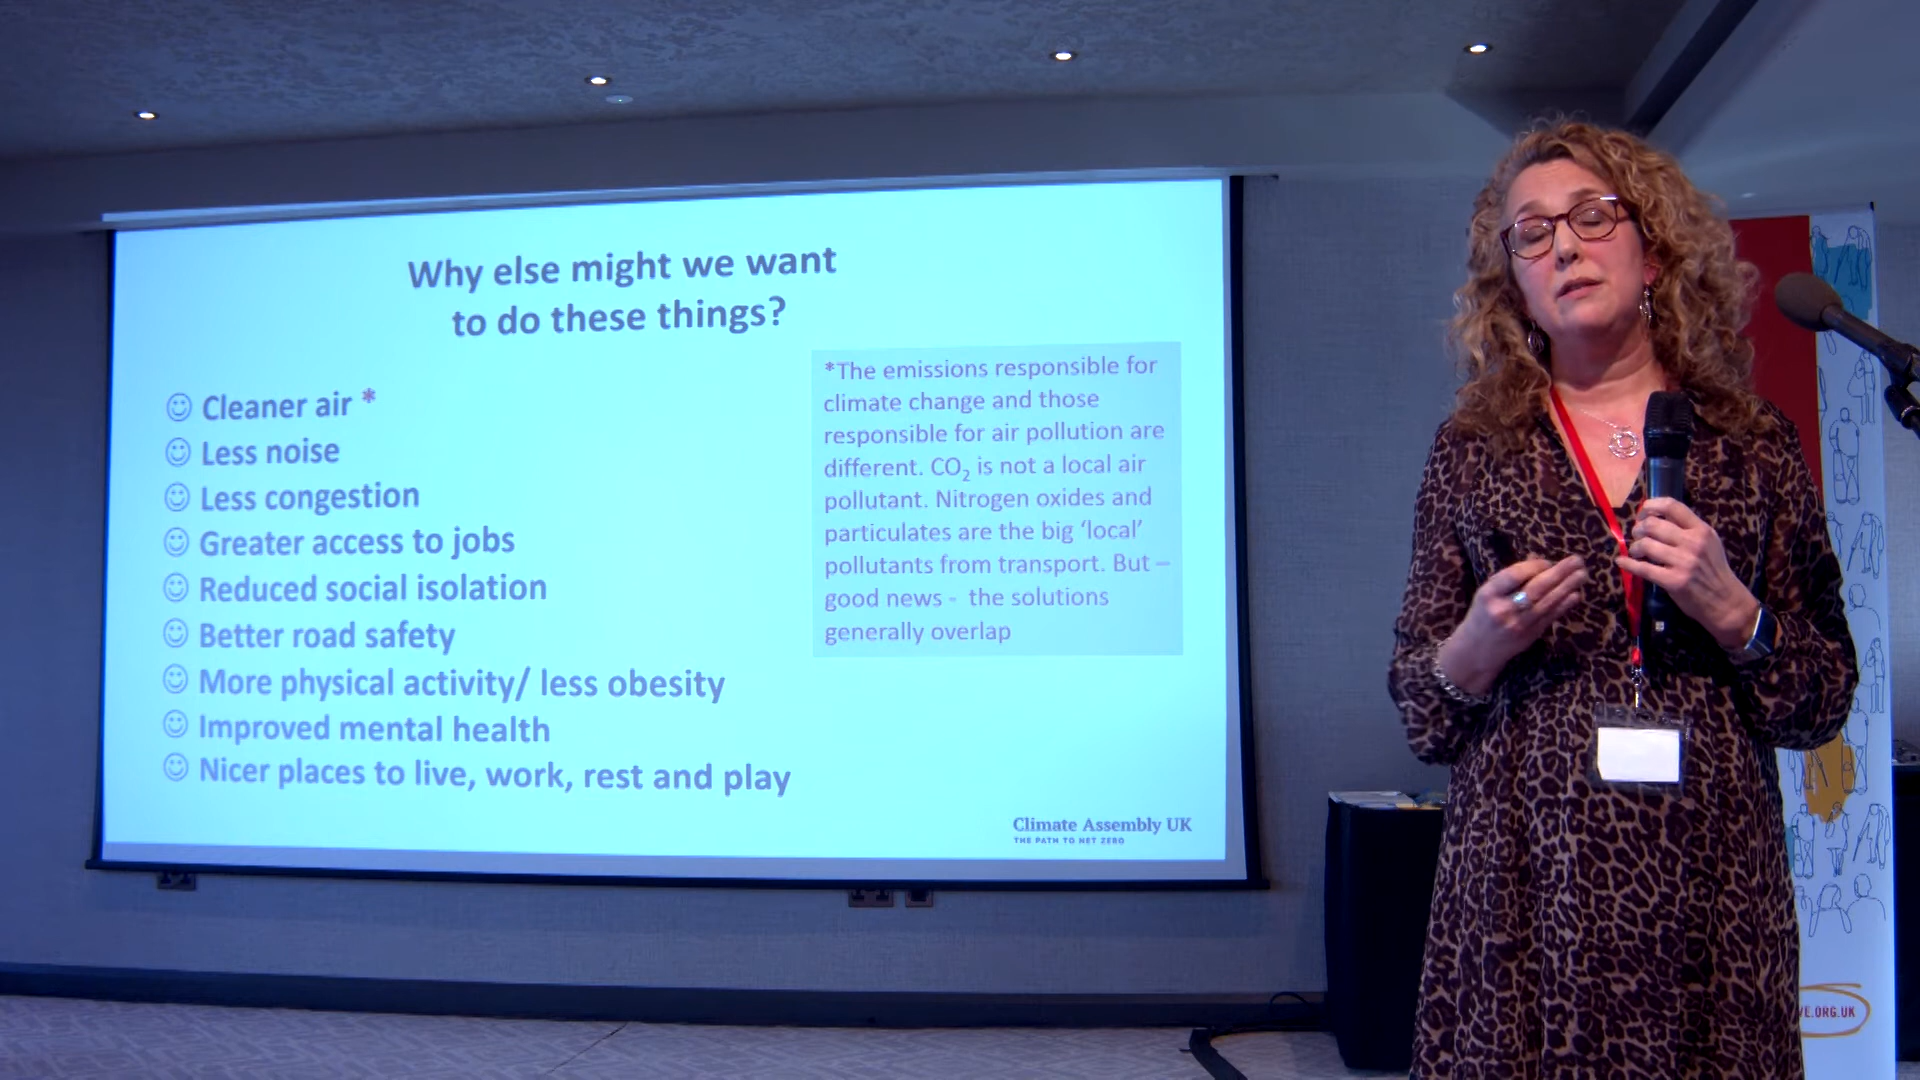 Why else might we want
to do these things?
Cleaner air *
Less noise
Less congestion
Greater access to jobs
Reduced social isolation
Better road safety
More physical activity/ less obesity
Improved mental health
Nicer places to live, work, rest and play
*The emissions responsible for
climate change and those
responsible for air pollution are
different. CO₂ is not a local air
pollutant. Nitrogen oxides and
particulates are the big ‘local’
pollutants from transport. But –
good news - the solutions
generally overlap
Climate Assembly UK
THE PATH TO NET ZERO
VE.ORG.UK